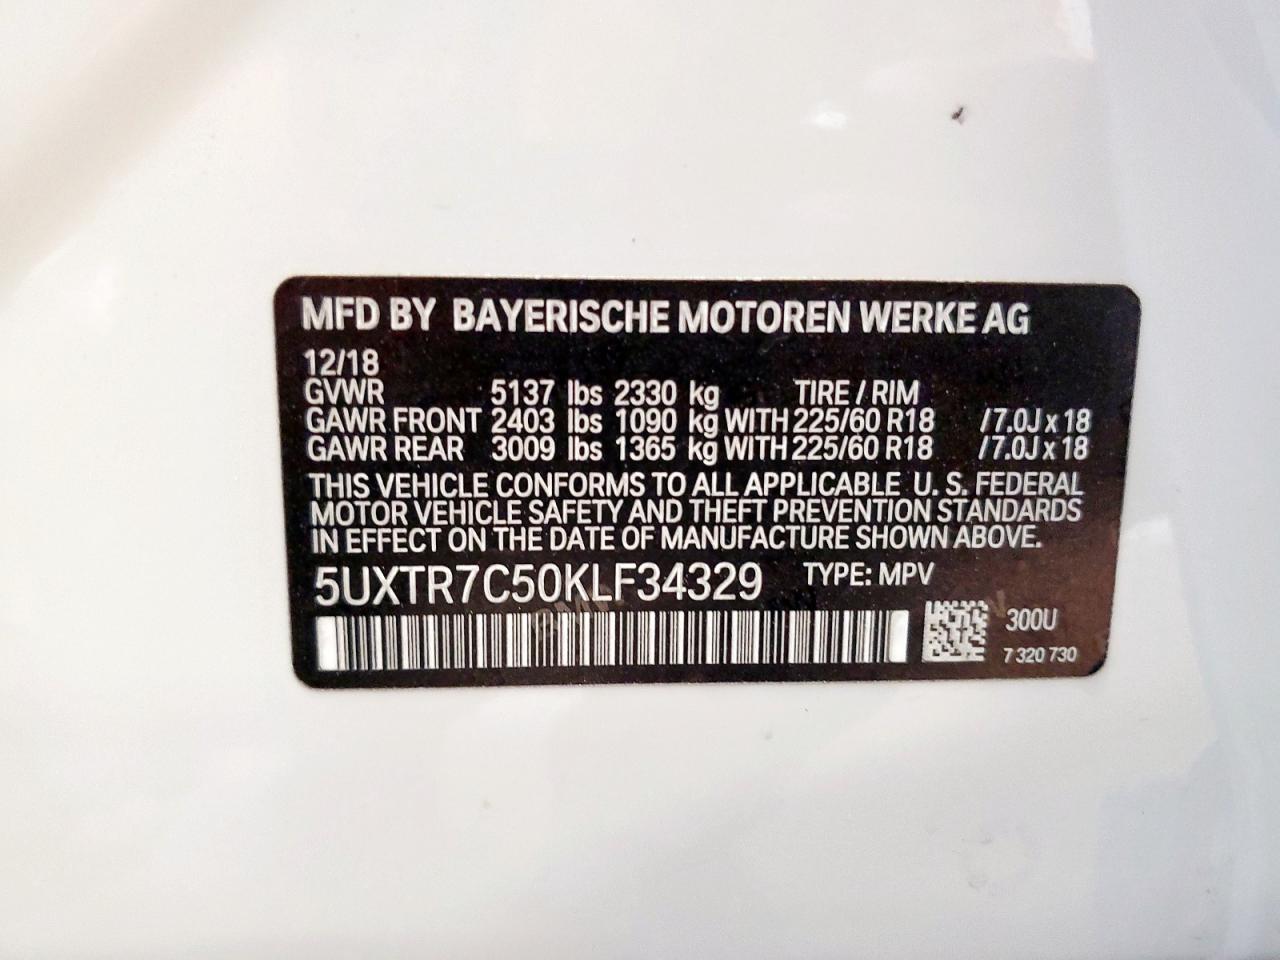 MFD BY BAYERISCHE MOTOREN WERKE AG
12/18
GVWR 5137 lbs 2330 kg TIRE / RIM
GAWR FRONT 2403 lbs 1090 kg WITH 225/60 R18 /7.0J x 18
GAWR REAR 3009 lbs 1365 kg WITH 225/60 R18 /7.0J x 18
THIS VEHICLE CONFORMS TO ALL APPLICABLE U. S. FEDERAL
MOTOR VEHICLE SAFETY AND THEFT PREVENTION STANDARDS
IN EFFECT ON THE DATE OF MANUFACTURE SHOWN ABOVE.
5UXTR7C50KLF34329 TYPE: MPV
300U
7 320 730